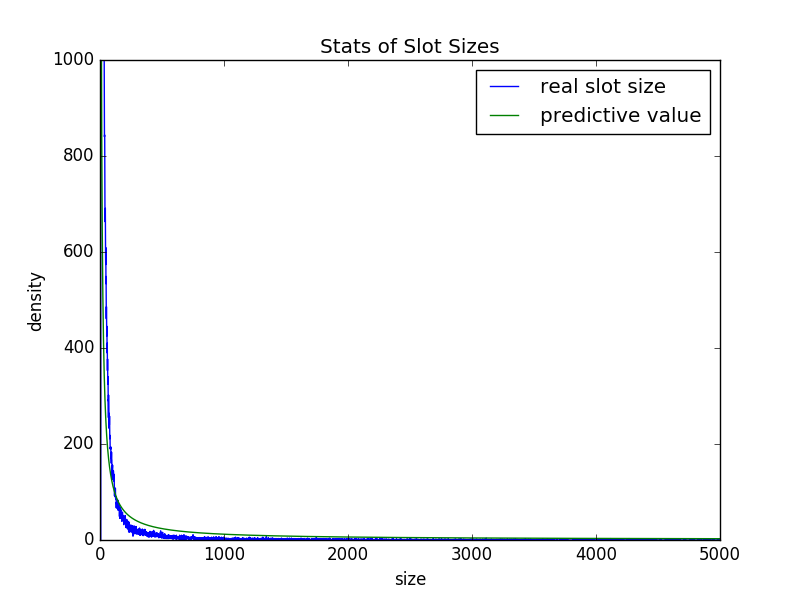 Stats of Slot Sizes
real slot size
predictive value
1000
800
600
400
200
0
density
0 1000 2000 3000 4000 5000
size